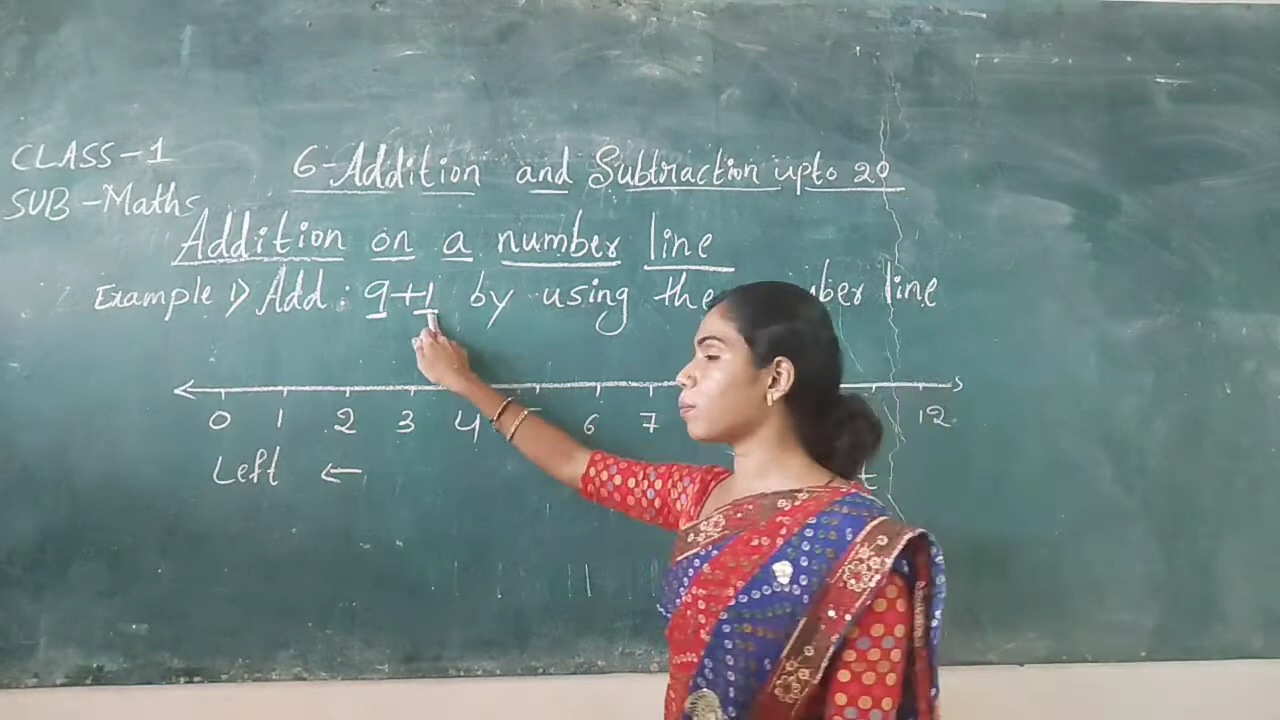 CLASS-1
6-Addition and Subtraction upto 20
SUB-Maths
Addition on a number line
Example 1) Add: 9+1 by using the line
0 1 2 3 4 6 7 12
Left ←